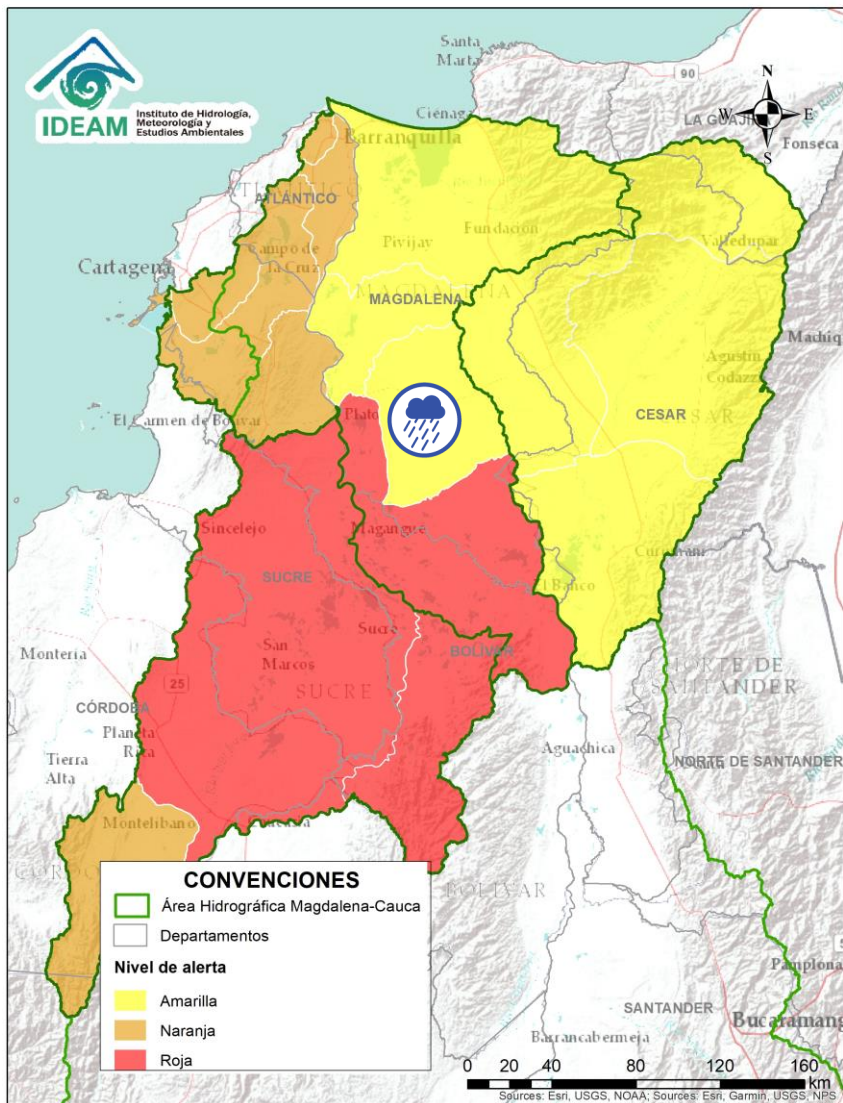 Santa
Marta
90
N
W
E
S
IDEAM
Instituto de Hidrología,
Meteorología y
Estudios Ambientales
Ciénaga
LA GUAJIRA
Fonseca
Barranquilla
ATLÁNTICO
Pivijay
Fundación
Valledupar
Campo de
la Cruz
Cartagena
MAGDALENA
MAGDALENA
Agustín
Codazzi
El Carmen de Bolívar
Plato
CESAR
Sincelejo
Magangue
SUCRE
El Banco
Sucre
San
Marcos
BOLÍVAR
SUCRE
Montería
25
CÓRDOBA
Planeta
Rica
Tierra
Alta
NORTE DE
SANTANDER
Aguachica
NORTE DE SANTANDER
Montelíbano
BOLÍVAR
CONVENCIONES
Área Hidrográfica Magdalena-Cauca
Departamentos
Nivel de alerta
Amarilla
Naranja
Roja
Pamplona
SANTANDER
Barrancabermeja
0 20 40 80 120 160
km
Sources: Esri, USGS, NOAA; Sources: Esri, Garmin, USGS, NPS